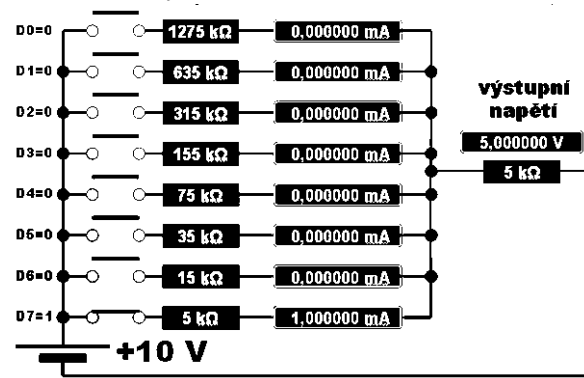 D0=0 1275 kΩ 0,000000 mA
D1=0 635 kΩ 0,000000 mA
D2=0 315 kΩ 0,000000 mA
D3=0 155 kΩ 0,000000 mA
D4=0 75 kΩ 0,000000 mA
D5=0 35 kΩ 0,000000 mA
D6=0 15 kΩ 0,000000 mA
D7=1 5 kΩ 1,000000 mA
+10 V
výstupní
napětí
5,000000 V
5 kΩ